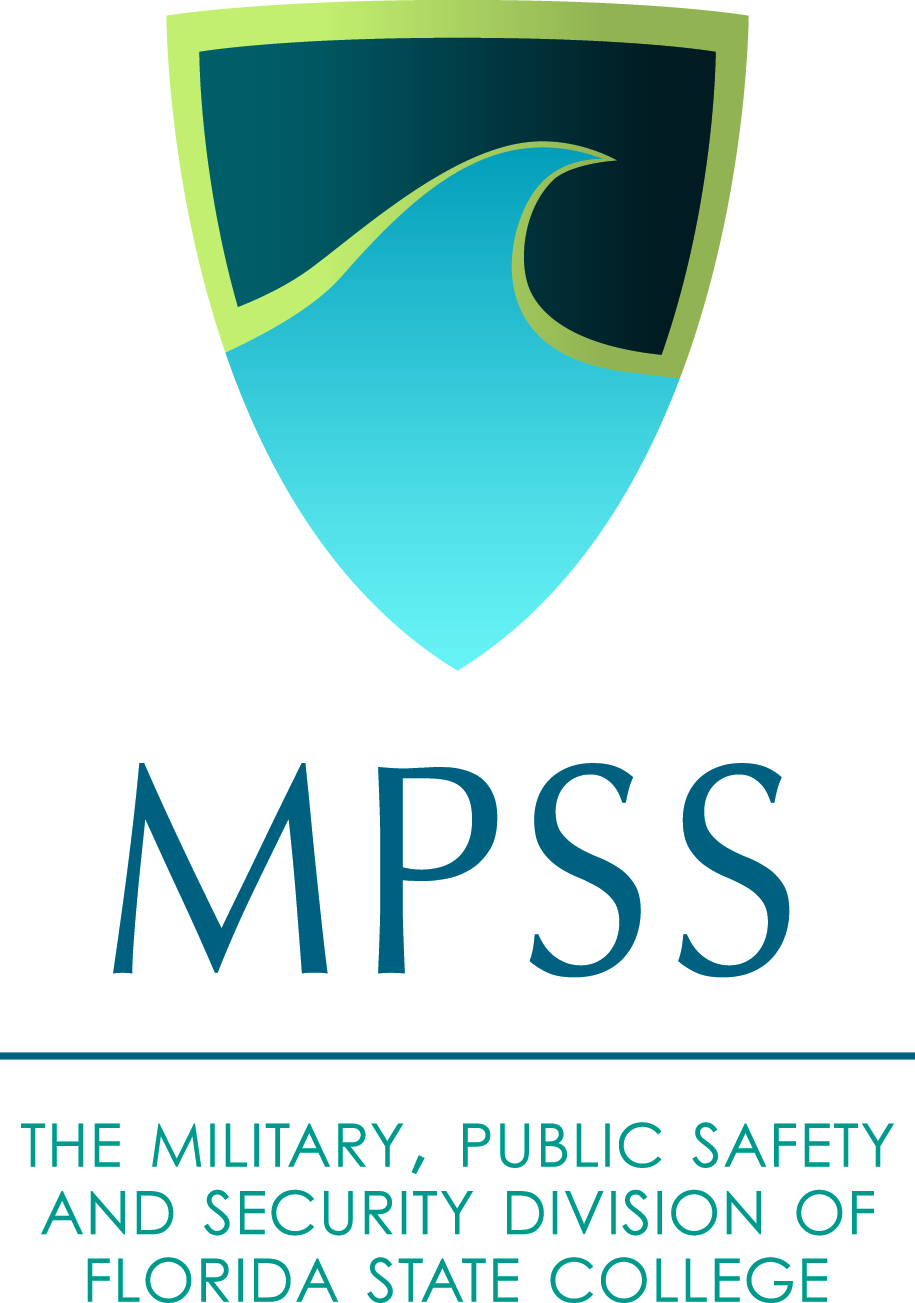 MPSS
THE MILITARY, PUBLIC SAFETY
AND SECURITY DIVISION OF
FLORIDA STATE COLLEGE